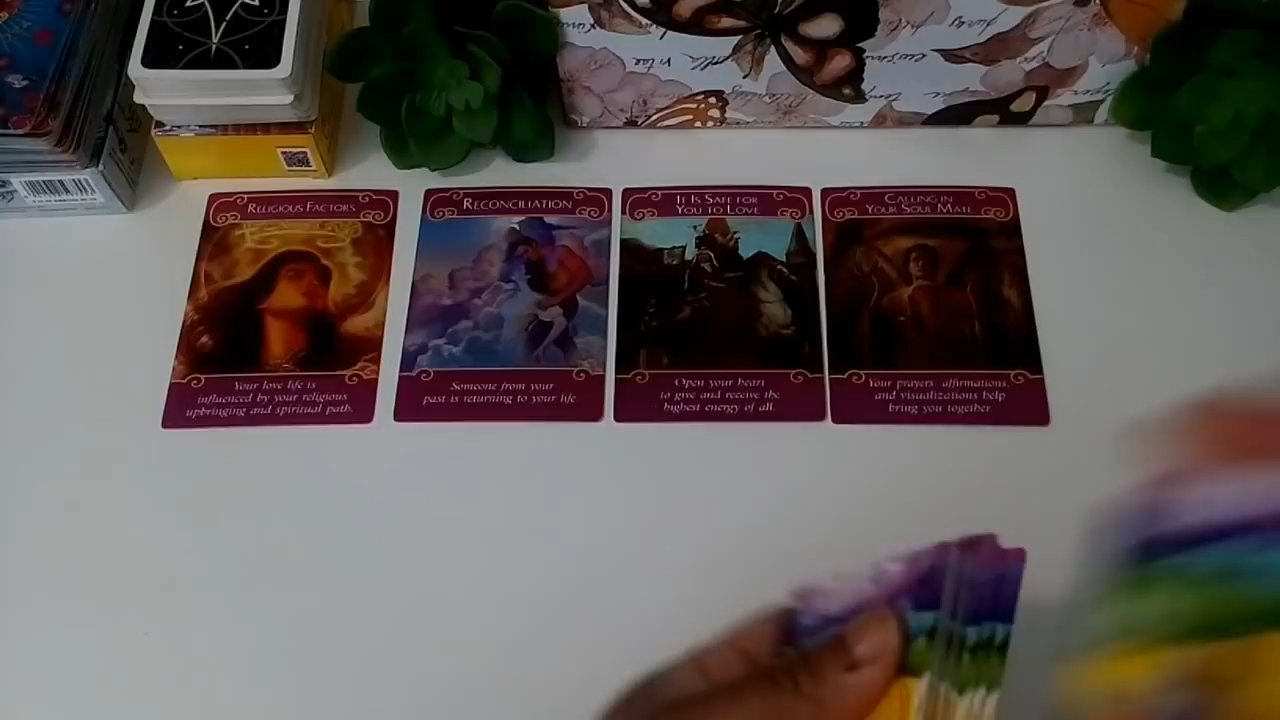 RELIGIOUS FACTORS
Your love life is
influenced by your religious
upbringing and spiritual path.
RECONCILIATION
Someone from your
past is returning to your life
IT IS SAFE FOR
YOU TO LOVE
Open your heart
to give and receive the
highest energy of all.
CALLING IN
YOUR SOUL MATE
Your prayers, affirmations,
and visualizations help
bring you together